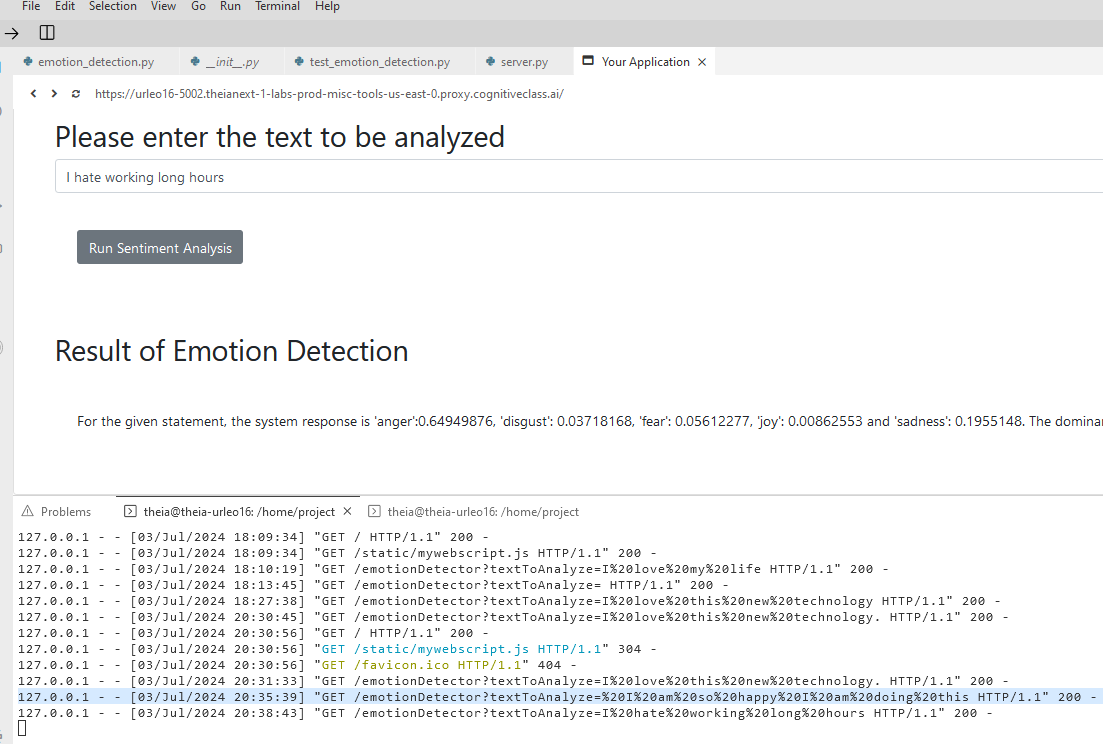 File Edit Selection View Go Run Terminal Help
emotion_detection.py __init__.py test_emotion_detection.py server.py Your Application
https://urleo16-5002.theianext-1-labs-prod-misc-tools-us-east-0.proxy.cognitiveclass.ai/
Please enter the text to be analyzed
I hate working long hours
Run Sentiment Analysis
Result of Emotion Detection
For the given statement, the system response is 'anger':0.64949876, 'disgust': 0.03718168, 'fear': 0.05612277, 'joy': 0.00862553 and 'sadness': 0.1955148. The domina
Problems theia@theia-urleo16: /home/project theia@theia-urleo16: /home/project
127.0.0.1 - - [03/Jul/2024 18:09:34] "GET / HTTP/1.1" 200 -
127.0.0.1 - - [03/Jul/2024 18:09:34] "GET /static/mywebscript.js HTTP/1.1" 200 -
127.0.0.1 - - [03/Jul/2024 18:10:19] "GET /emotionDetector?textToAnalyze=I%20love%20my%20life HTTP/1.1" 200 -
127.0.0.1 - - [03/Jul/2024 18:13:45] "GET /emotionDetector?textToAnalyze= HTTP/1.1" 200 -
127.0.0.1 - - [03/Jul/2024 18:27:38] "GET /emotionDetector?textToAnalyze=I%20love%20this%20new%20technology HTTP/1.1" 200 -
127.0.0.1 - - [03/Jul/2024 20:30:45] "GET /emotionDetector?textToAnalyze=I%20love%20this%20new%20technology. HTTP/1.1" 200 -
127.0.0.1 - - [03/Jul/2024 20:30:56] "GET / HTTP/1.1" 200 -
127.0.0.1 - - [03/Jul/2024 20:30:56] "GET /static/mywebscript.js HTTP/1.1" 304 -
127.0.0.1 - - [03/Jul/2024 20:30:56] "GET /favicon.ico HTTP/1.1" 404 -
127.0.0.1 - - [03/Jul/2024 20:31:33] "GET /emotionDetector?textToAnalyze=I%20love%20this%20new%20technology. HTTP/1.1" 200 -
127.0.0.1 - - [03/Jul/2024 20:35:39] "GET /emotionDetector?textToAnalyze=%20I%20am%20so%20happy%20I%20am%20doing%20this HTTP/1.1" 200 -
127.0.0.1 - - [03/Jul/2024 20:38:43] "GET /emotionDetector?textToAnalyze=I%20hate%20working%20long%20hours HTTP/1.1" 200 -